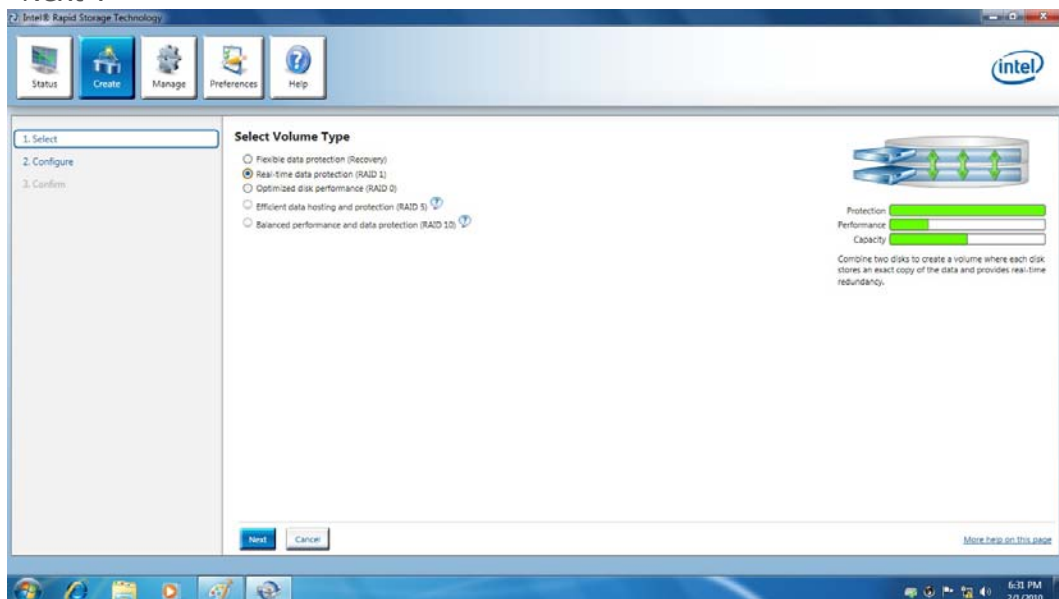 Next".
Intel® Rapid Storage Technology
Status
Create
Manage
Preferences
Help
intel
1. Select
2. Configure
3. Confirm
Select Volume Type
Flexible data protection (Recovery)
Real-time data protection (RAID 1)
Optimized disk performance (RAID 0)
Efficient data hosting and protection (RAID 5)
Balanced performance and data protection (RAID 10)
Protection
Performance
Capacity
Combine two disks to create a volume where each disk
stores an exact copy of the data and provides real-time
redundancy.
Next
Cancel
More help on this page
6:31 PM
2/1/2010